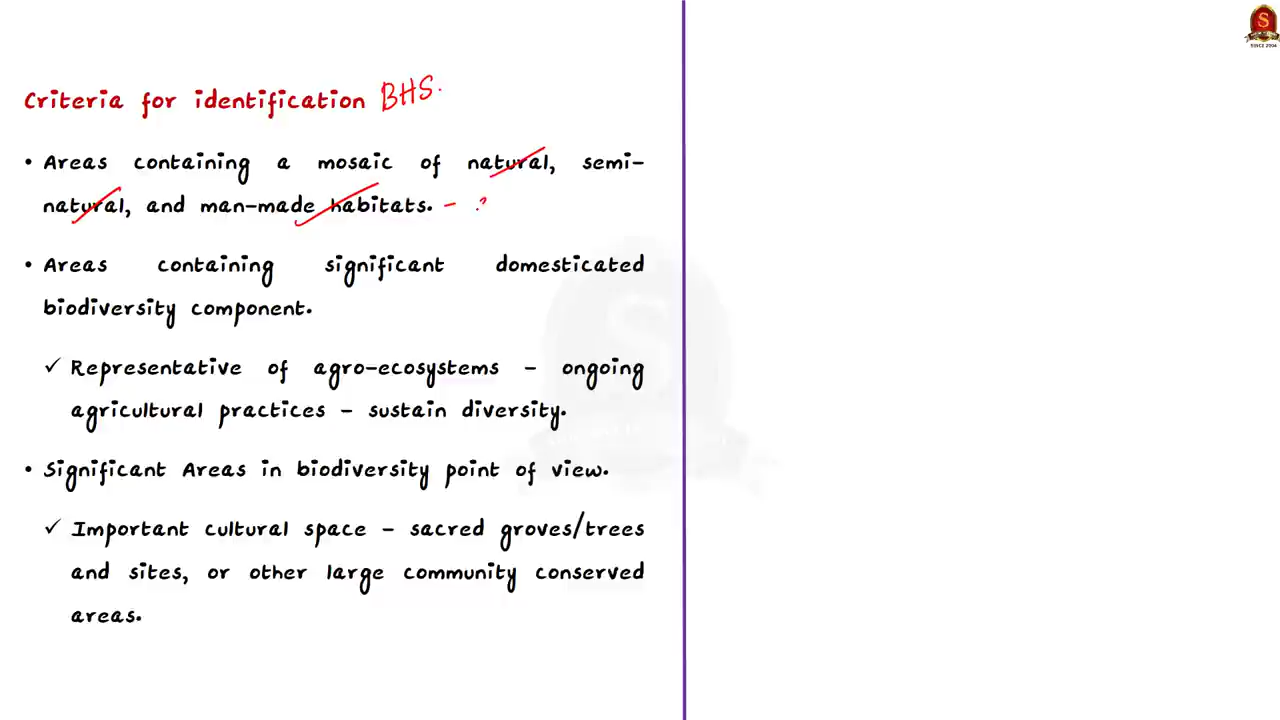 Criteria for identification BHS.
• Areas containing a mosaic of natural, semi-
natural, and man-made habitats. -
• Areas containing significant domesticated
biodiversity component.
✓ Representative of agro-ecosystems - ongoing
agricultural practices - sustain diversity.
• Significant Areas in biodiversity point of view.
✓ Important cultural space - sacred groves/trees
and sites, or other large community conserved
areas.
S
SINCE 2004